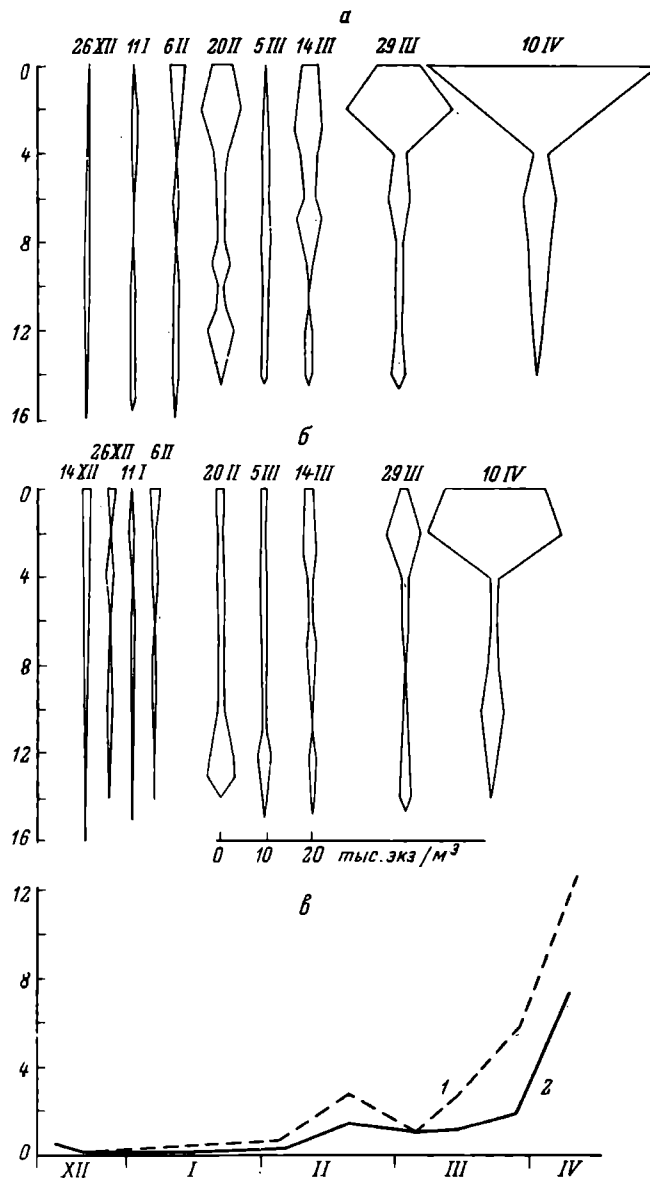 а
26 XII 11 I 6 II 20 II 5 III 14 III 29 III 10 IV
0
4
8
12
16
б
26 XII 6 II
14 XII 11 I 20 II 5 III 14 III 29 III 10 IV
0
4
8
12
16
0 10 20 тыс. экз / м³
в
12
8
4
0
1
2
XII I II III IV